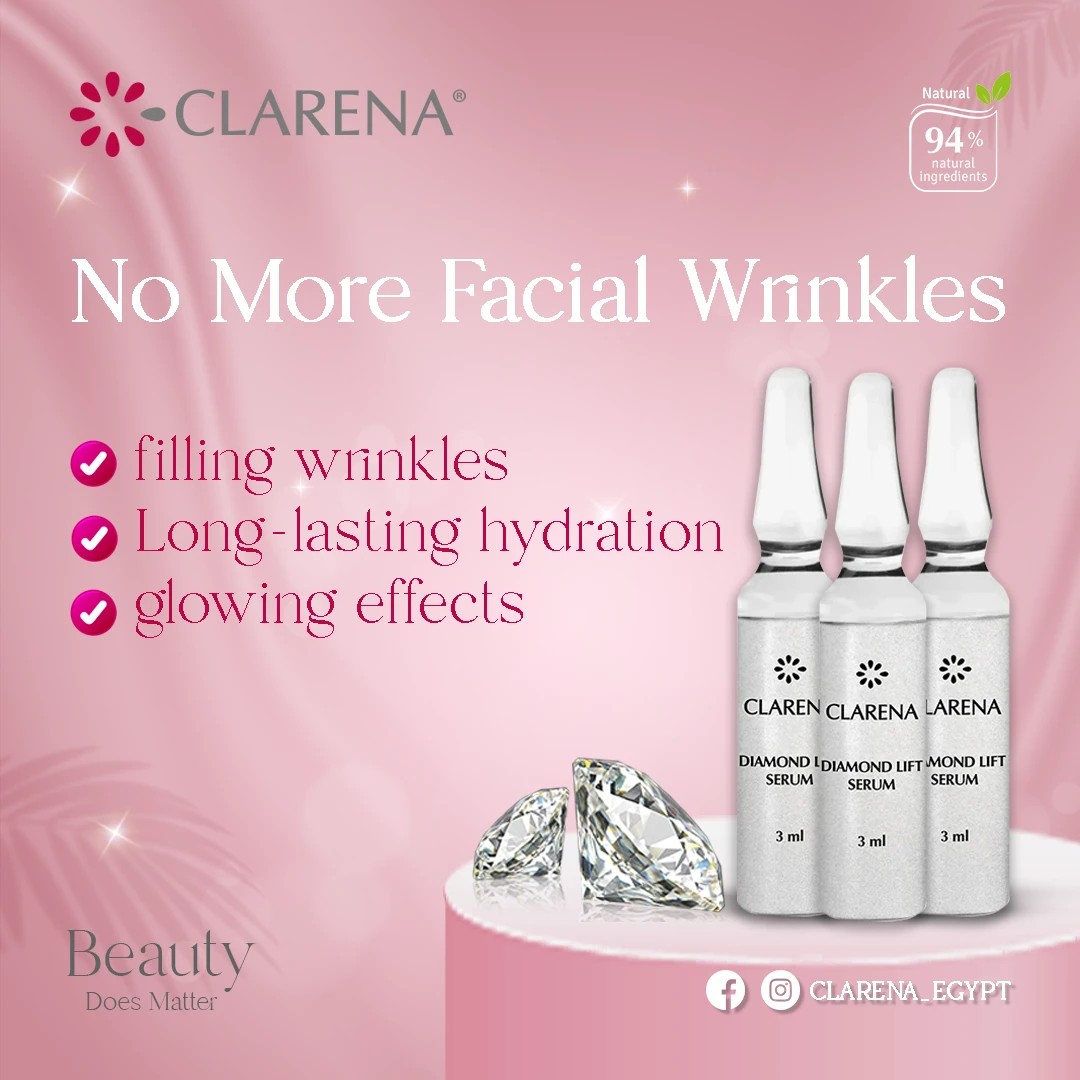 CLARENA®
Natural
94%
natural
ingredients
No More Facial Wrinkles
filling wrinkles
Long-lasting hydration
glowing effects
CLAREN
DIAMOND L
SERUM
3 ml
CLARENA
DIAMOND LIFT
SERUM
3 ml
LARENA
MOND LIFT
SERUM
3 ml
Beauty
Does Matter
CLARENA_EGYPT